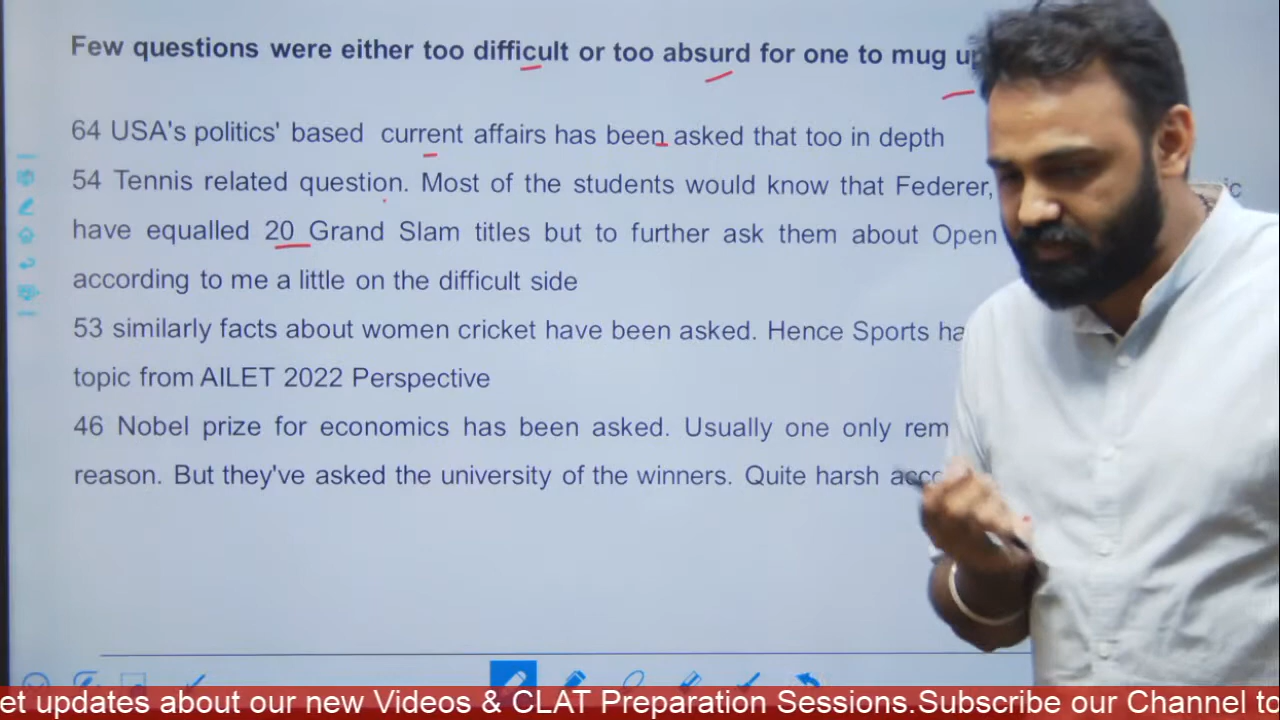 Few questions were either too difficult or too absurd for one to mug up
64 USA's politics' based current affairs has been asked that too in depth
54 Tennis related question. Most of the students would know that Federer,
have equalled 20 Grand Slam titles but to further ask them about Open
according to me a little on the difficult side
53 similarly facts about women cricket have been asked. Hence Sports
topic from AILET 2022 Perspective
46 Nobel prize for economics has been asked. Usually one only
reason. But they've asked the university of the winners. Quite harsh
updates about our new Videos & CLAT Preparation Sessions.Subscribe our Channel to